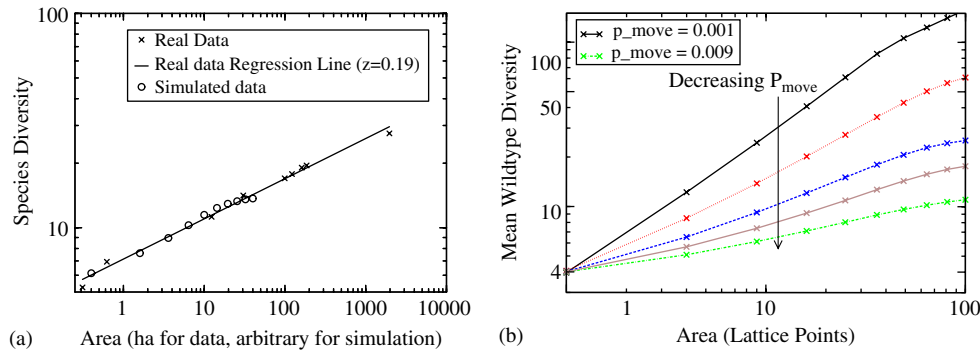 100
10
Species Diversity
× Real Data
— Real data Regression Line (z=0.19)
○ Simulated data
1 10 100 1000 10000
(a) Area (ha for data, arbitrary for simulation)
100
50
10
4
Mean Wildtype Diversity
p_move = 0.001
p_move = 0.009
Decreasing P_move
1 10 100
(b) Area (Lattice Points)